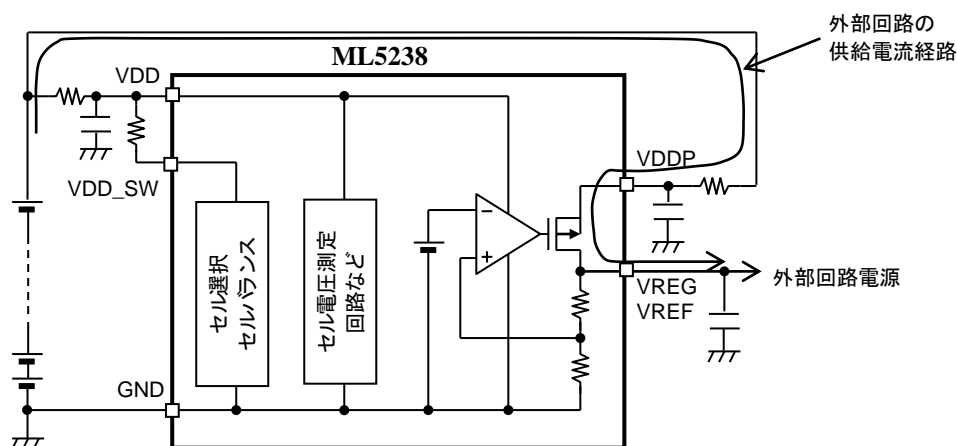 外部回路の
供給電流経路
ML5238
VDD
VDDP
VDD_SW
セル選択
セルバランス
セル電圧測定
回路など
−
+
VREG
VREF
外部回路電源
GND